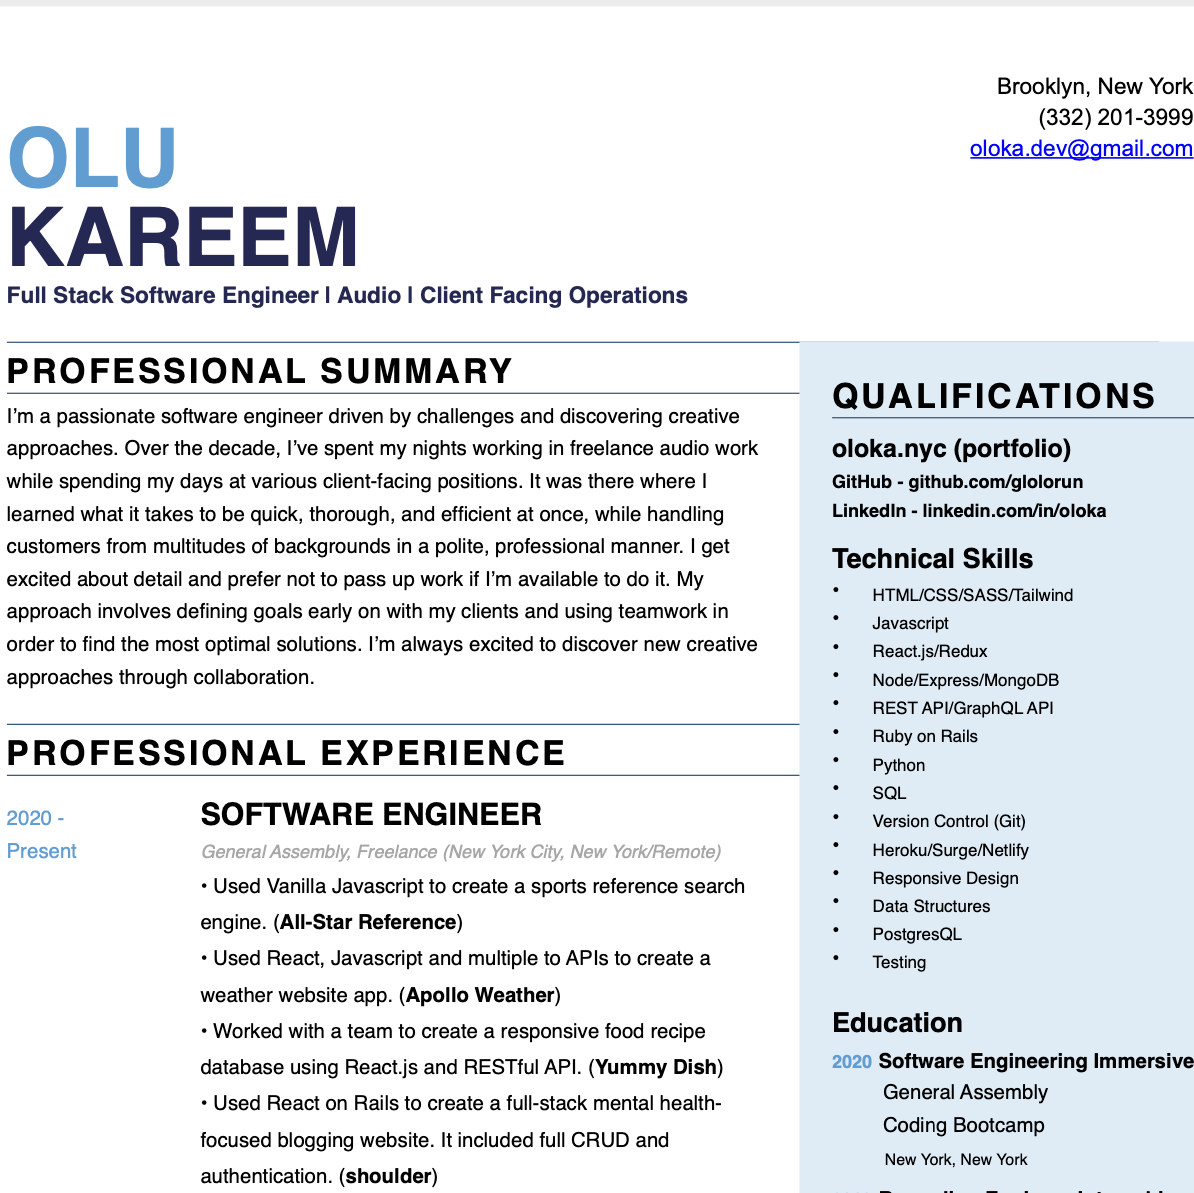 Brooklyn, New York
(332) 201-3999
oloka.dev@gmail.com
OLU
KAREEM
Full Stack Software Engineer | Audio | Client Facing Operations
PROFESSIONAL SUMMARY
I'm a passionate software engineer driven by challenges and discovering creative
approaches. Over the decade, I've spent my nights working in freelance audio work
while spending my days at various client-facing positions. It was there where I
learned what it takes to be quick, thorough, and efficient at once, while handling
customers from multitudes of backgrounds in a polite, professional manner. I get
excited about detail and prefer not to pass up work if I'm available to do it. My
approach involves defining goals early on with my clients and using teamwork in
order to find the most optimal solutions. I'm always excited to discover new creative
approaches through collaboration.
PROFESSIONAL EXPERIENCE
2020 -
Present
SOFTWARE ENGINEER
General Assembly, Freelance (New York City, New York/Remote)
• Used Vanilla Javascript to create a sports reference search
engine. (All-Star Reference)
• Used React, Javascript and multiple to APIs to create a
weather website app. (Apollo Weather)
• Worked with a team to create a responsive food recipe
database using React.js and RESTful API. (Yummy Dish)
• Used React on Rails to create a full-stack mental health-
focused blogging website. It included full CRUD and
authentication. (shoulder)
QUALIFICATIONS
oloka.nyc (portfolio)
GitHub - github.com/glolorun
LinkedIn - linkedin.com/in/oloka
Technical Skills
• HTML/CSS/SASS/Tailwind
• Javascript
• React.js/Redux
• Node/Express/MongoDB
• REST API/GraphQL API
• Ruby on Rails
• Python
• SQL
• Version Control (Git)
• Heroku/Surge/Netlify
• Responsive Design
• Data Structures
• PostgresQL
• Testing
Education
2020 Software Engineering Immersive
General Assembly
Coding Bootcamp
New York, New York